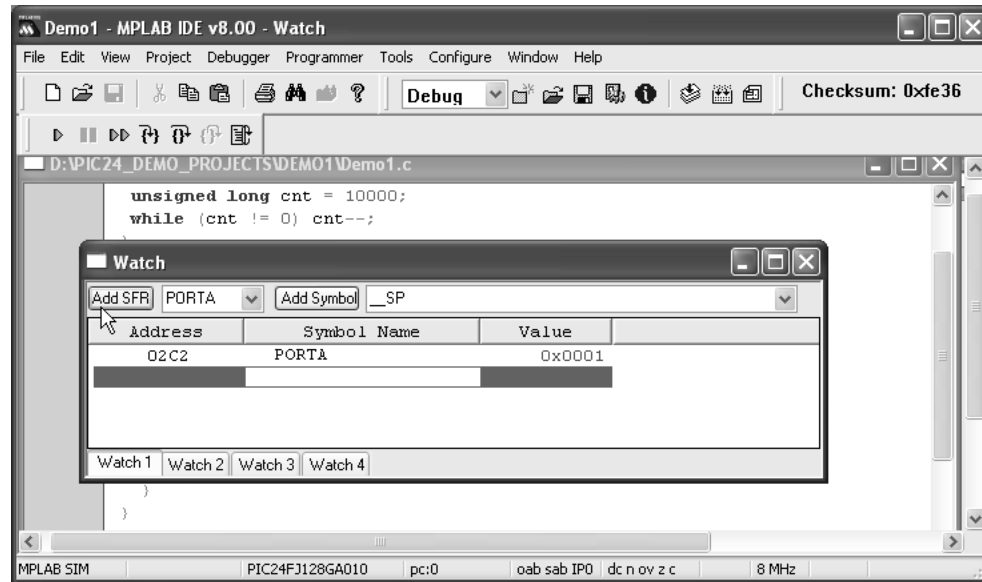 Demo1 - MPLAB IDE v8.00 - Watch
File Edit View Project Debugger Programmer Tools Configure Window Help
Debug Checksum: 0xfe36
D:\PIC24_DEMO_PROJECTS\DEMO1\Demo1.c
unsigned long cnt = 10000;
while (cnt != 0) cnt--;
Watch
Add SFR PORTA Add Symbol __SP
Address Symbol Name Value
02C2 PORTA 0x0001
Watch 1 Watch 2 Watch 3 Watch 4
}
}
MPLAB SIM PIC24FJ128GA010 pc:0 oab sab IP0 dc n ov z c 8 MHz